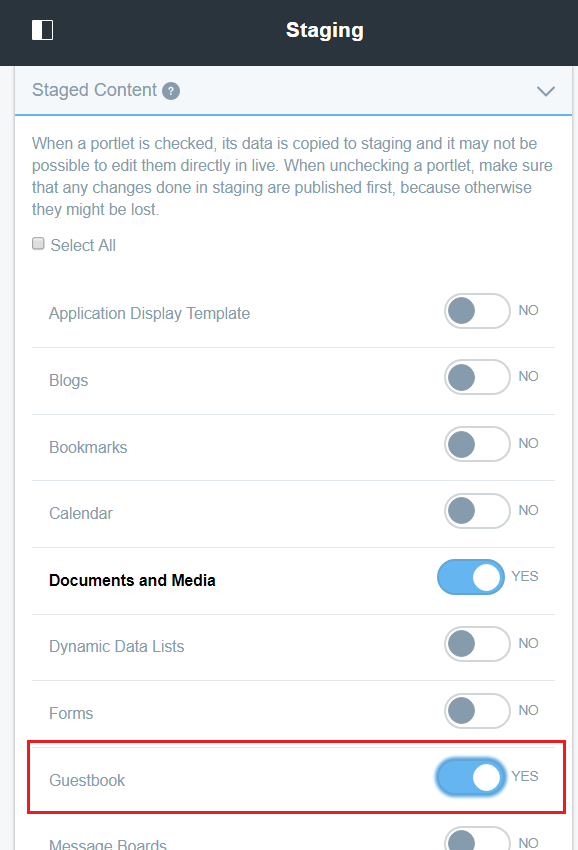 Staging
Staged Content ?
When a portlet is checked, its data is copied to staging and it may not be
possible to edit them directly in live. When unchecking a portlet, make sure
that any changes done in staging are published first, because otherwise
they might be lost.
Select All
Application Display Template NO
Blogs NO
Bookmarks NO
Calendar NO
Documents and Media YES
Dynamic Data Lists NO
Forms NO
Guestbook YES
Message Boards NO